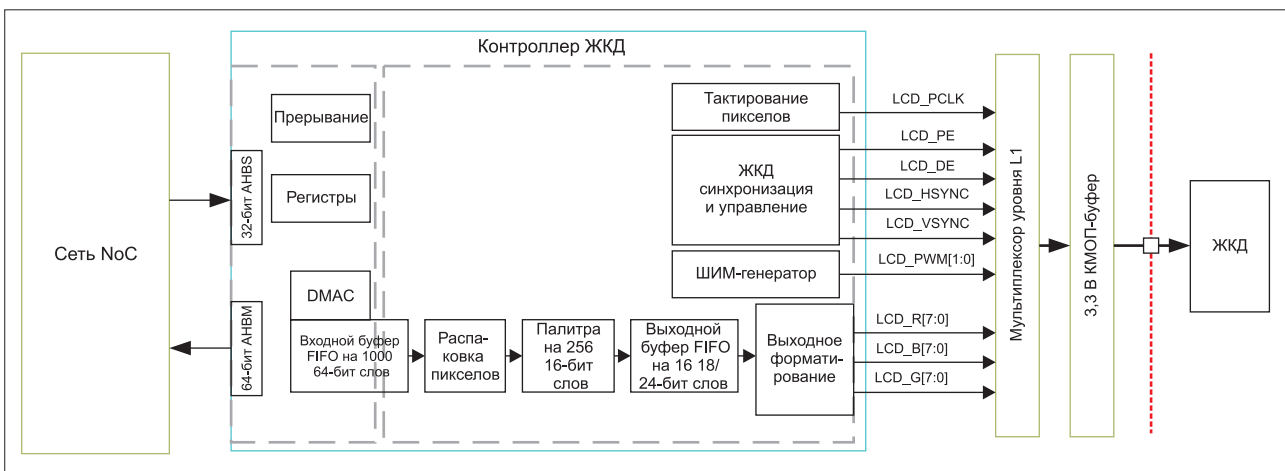 Контроллер ЖКД
Сеть NoC
32-бит AHBS
64-бит AHBM
Прерывание
Регистры
DMAC
Входной буфер
FIFO на 1000
64-бит слов
Распа-
ковка
пикселов
Палитра
на 256
16-бит
слов
Выходной
буфер FIFO
на 16 18/
24-бит слов
Выходное
формати-
рование
Тактирование
пикселов
ЖКД
синхронизация
и управление
ШИМ-генератор
LCD_PCLK
LCD_PE
LCD_DE
LCD_HSYNC
LCD_VSYNC
LCD_PWM[1:0]
LCD_R[7:0]
LCD_B[7:0]
LCD_G[7:0]
Мультиплексор уровня L1
3,3 В КМОП-буфер
ЖКД